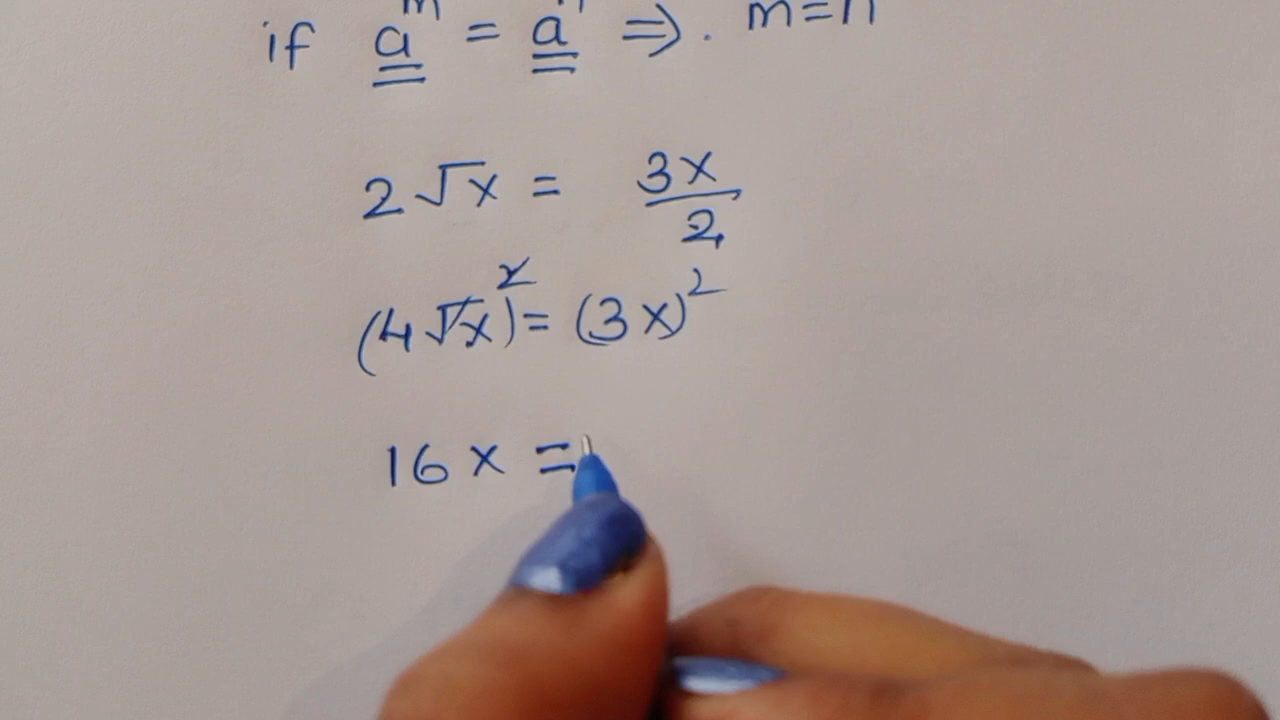 if a^m = a^n ⇒. m=n
2√x = 3x/2
(4√x)^2 = (3x)^2
16x =